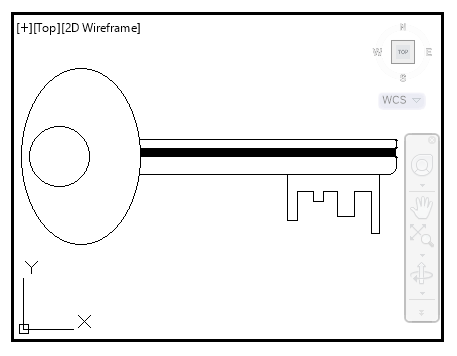 [+][Top][2D Wireframe]
N
W TOP E
S
WCS
Y
X